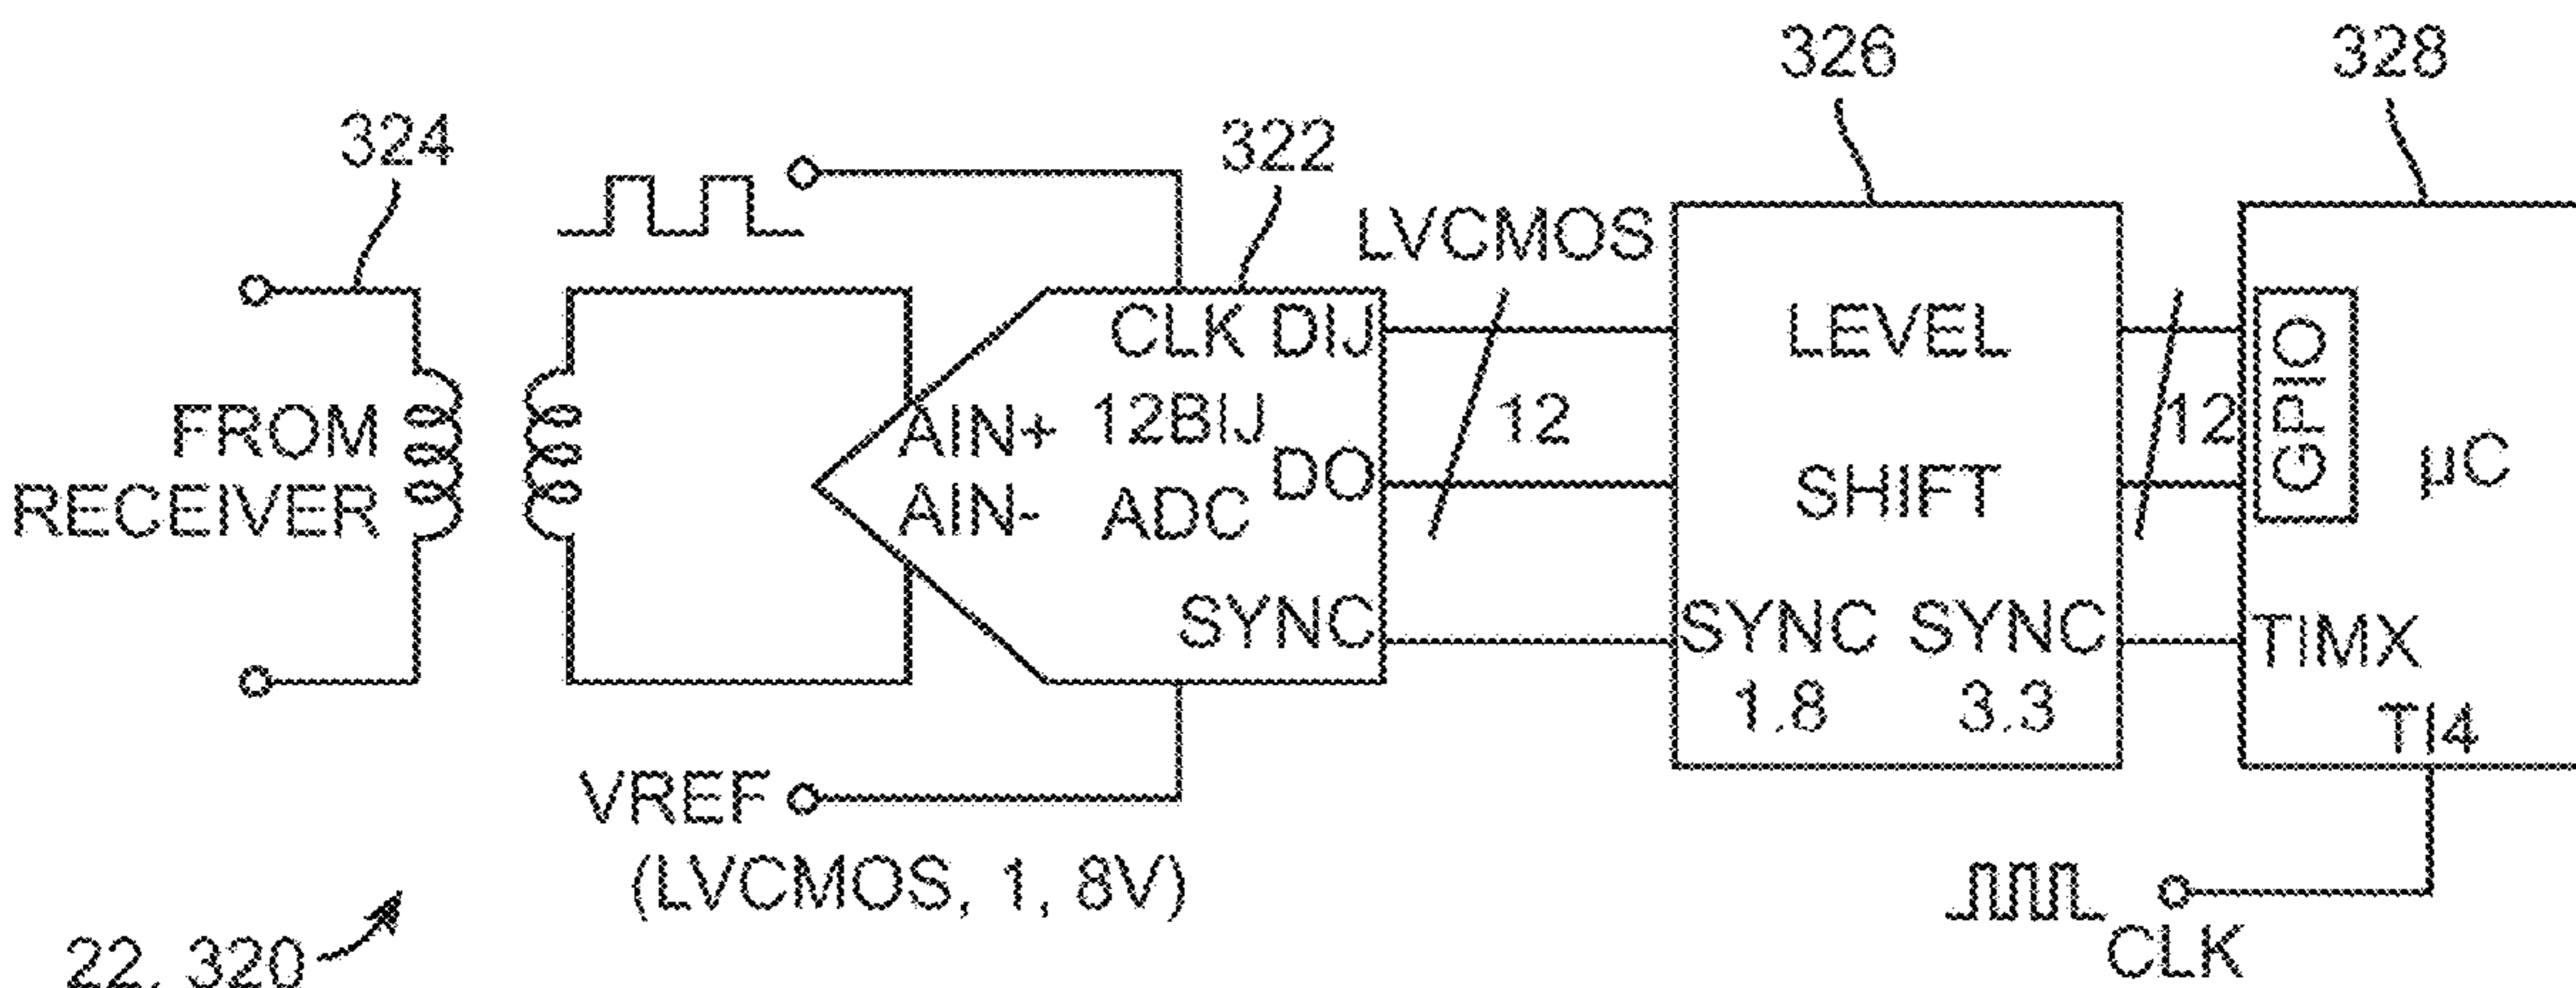 326
328
324
322
LVCMOS
CLK DIJ
LEVEL
GPIO
FROM
AIN+
12BIJ
12
12
DO
SHIFT
µC
RECEIVER
AIN-
ADC
SYNC
SYNC
SYNC
TIMX
1.8
3.3
TI4
VREF
(LVCMOS, 1, 8V)
22, 320
CLK